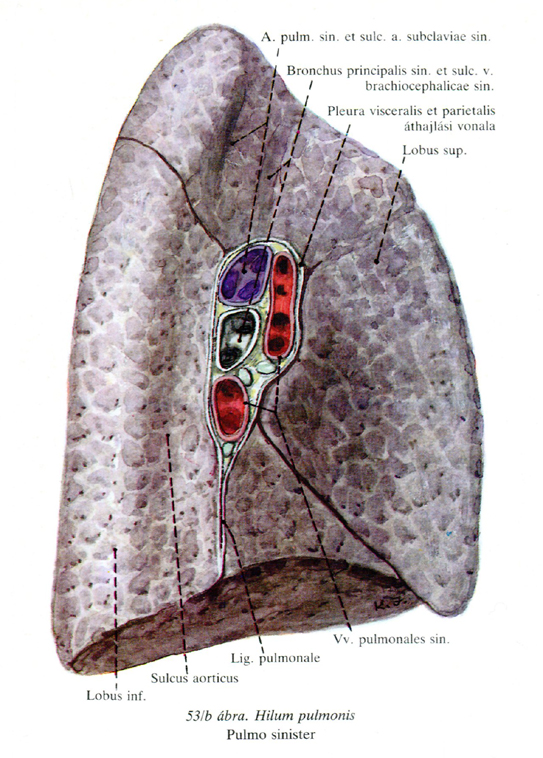 A. pulm. sin. et sulc. a. subclaviae sin.
Bronchus principalis sin. et sulc. v.
brachiocephalicae sin.
Pleura visceralis et parietalis
áthajlási vonala
Lobus sup.
Vv. pulmonales sin.
Lig. pulmonale
Sulcus aorticus
Lobus inf.
53/b ábra. Hilum pulmonis
Pulmo sinister